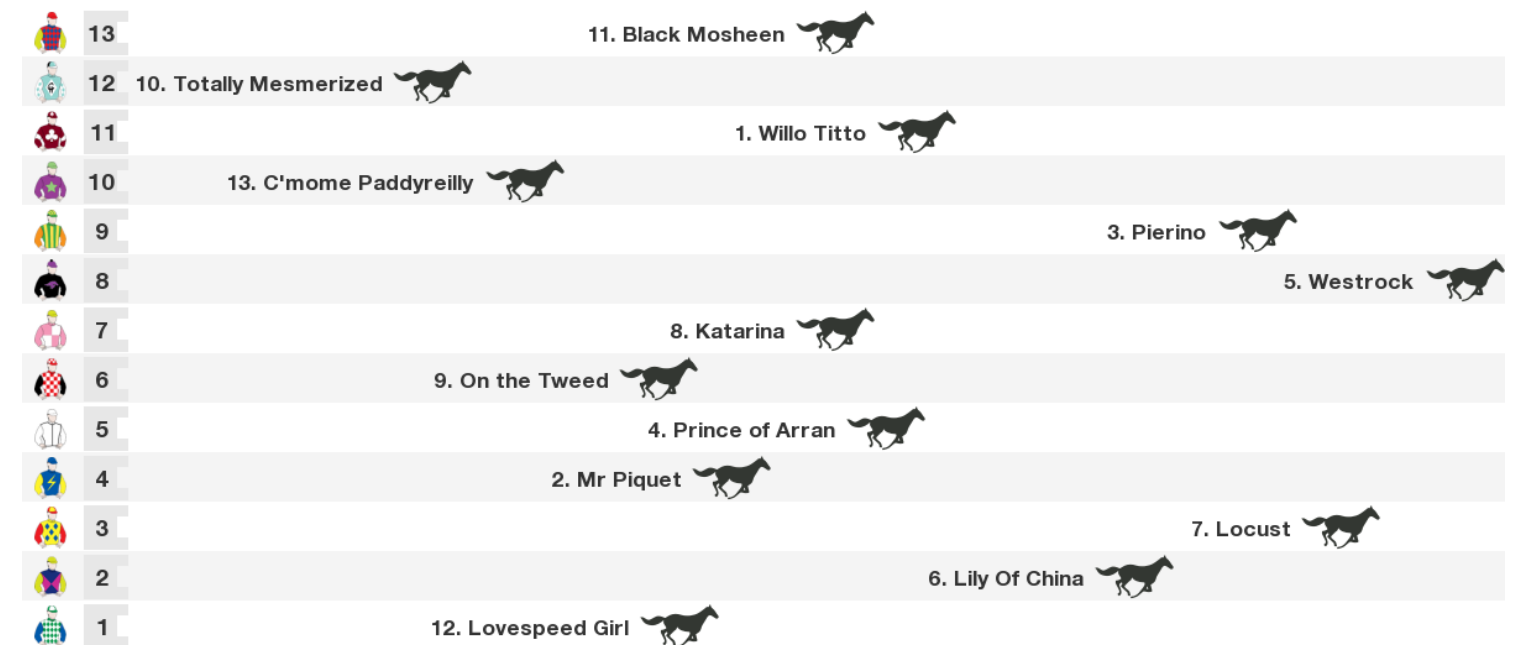 13 11. Black Mosheen
12 10. Totally Mesmerized
11 1. Willo Titto
10 13. C'mome Paddyreilly
9 3. Pierino
8 5. Westrock
7 8. Katarina
6 9. On the Tweed
5 4. Prince of Arran
4 2. Mr Piquet
3 7. Locust
2 6. Lily Of China
1 12. Lovespeed Girl